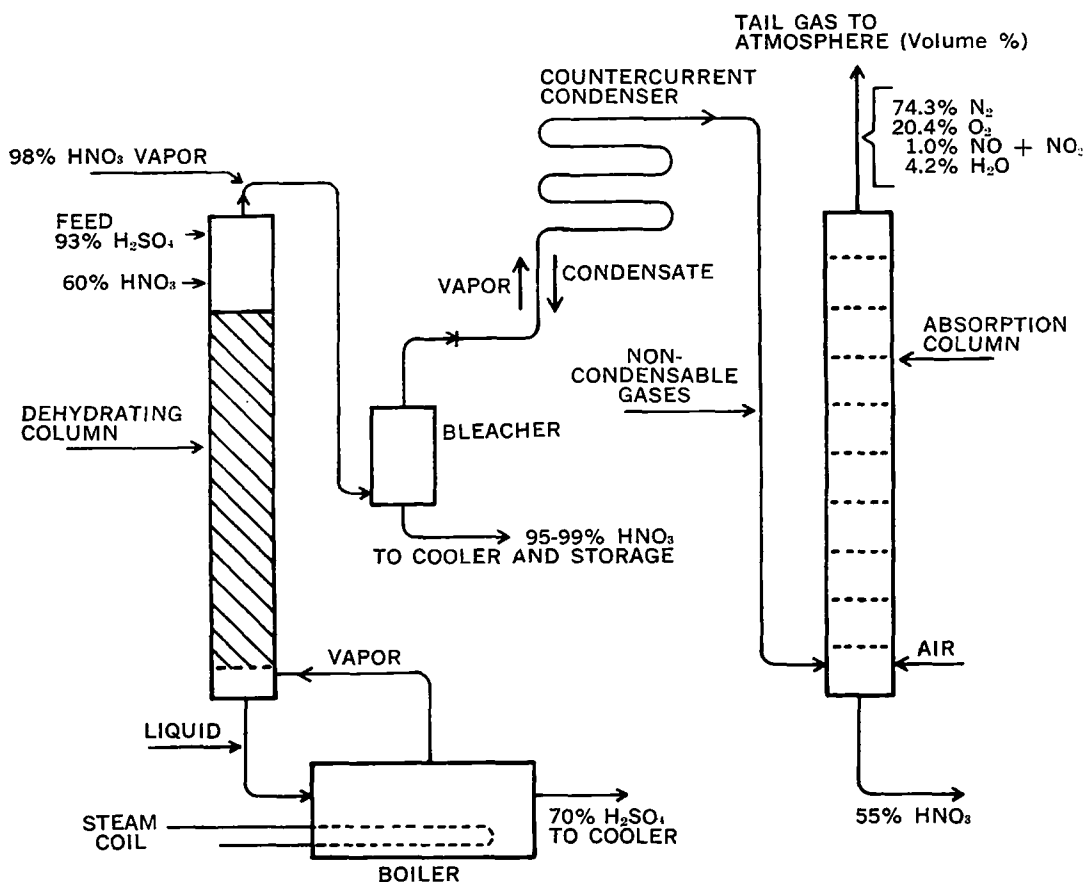 TAIL GAS TO
ATMOSPHERE (Volume %)
74.3% N₂
20.4% O₂
1.0% NO + NO₂
4.2% H₂O
COUNTERCURRENT
CONDENSER
98% HNO₃ VAPOR
FEED
93% H₂SO₄
60% HNO₃
VAPOR
CONDENSATE
ABSORPTION
COLUMN
NON-
CONDENSABLE
GASES
DEHYDRATING
COLUMN
BLEACHER
95-99% HNO₃
TO COOLER AND STORAGE
VAPOR
AIR
LIQUID
70% H₂SO₄
TO COOLER
55% HNO₃
STEAM
COIL
BOILER